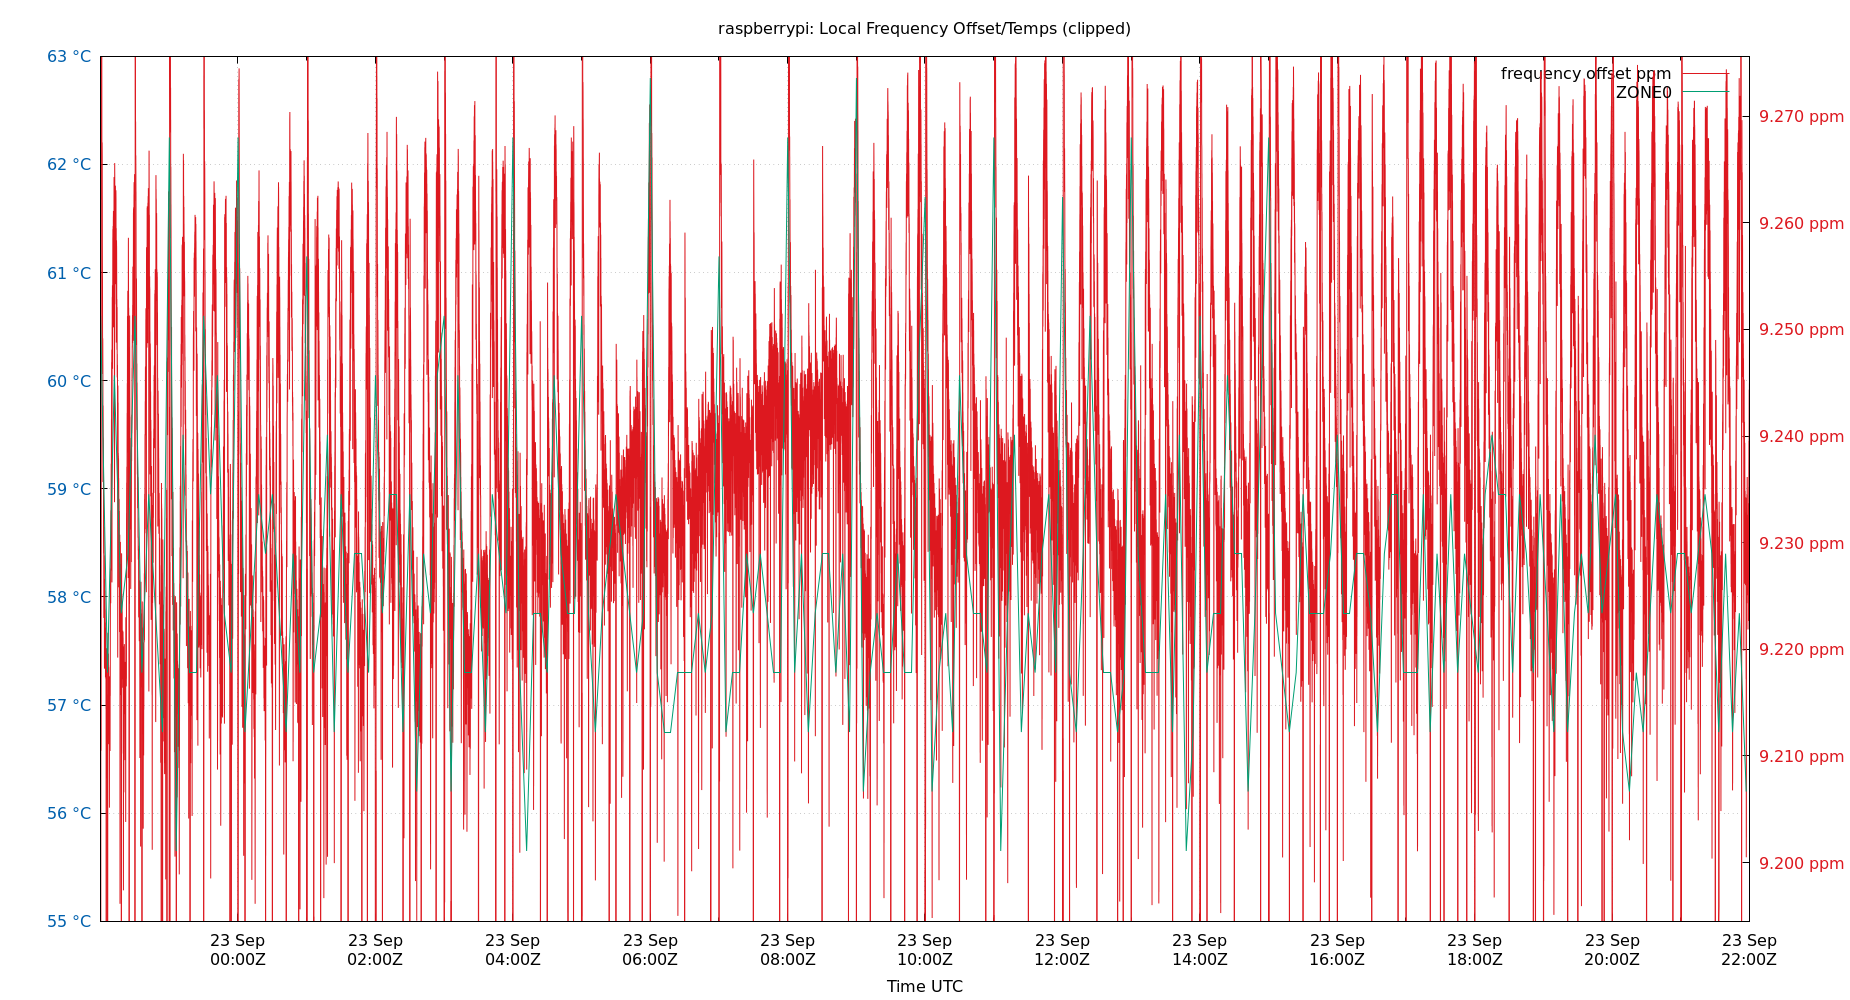 raspberrypi: Local Frequency Offset/Temps (clipped)
63 °C
62 °C
61 °C
60 °C
59 °C
58 °C
57 °C
56 °C
55 °C
frequency offset ppm
ZONE0
9.270 ppm
9.260 ppm
9.250 ppm
9.240 ppm
9.230 ppm
9.220 ppm
9.210 ppm
9.200 ppm
23 Sep 23 Sep 23 Sep 23 Sep 23 Sep 23 Sep 23 Sep 23 Sep 23 Sep 23 Sep 23 Sep 23 Sep
00:00Z 02:00Z 04:00Z 06:00Z 08:00Z 10:00Z 12:00Z 14:00Z 16:00Z 18:00Z 20:00Z 22:00Z
Time UTC